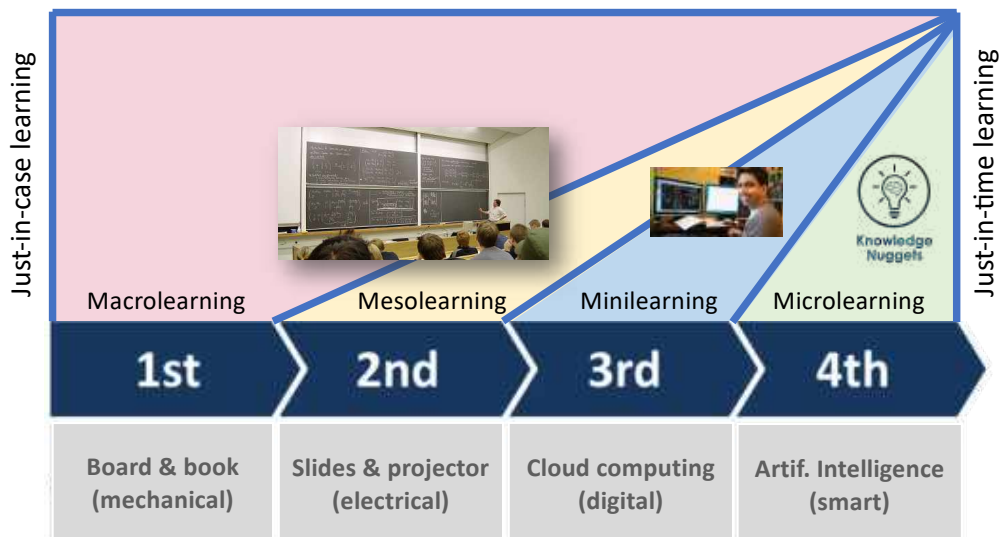 Just-in-case learning
Just-in-time learning
Knowledge
Nuggets
Macrolearning
Mesolearning
Minilearning
Microlearning
1st
2nd
3rd
4th
Board & book
(mechanical)
Slides & projector
(electrical)
Cloud computing
(digital)
Artif. Intelligence
(smart)